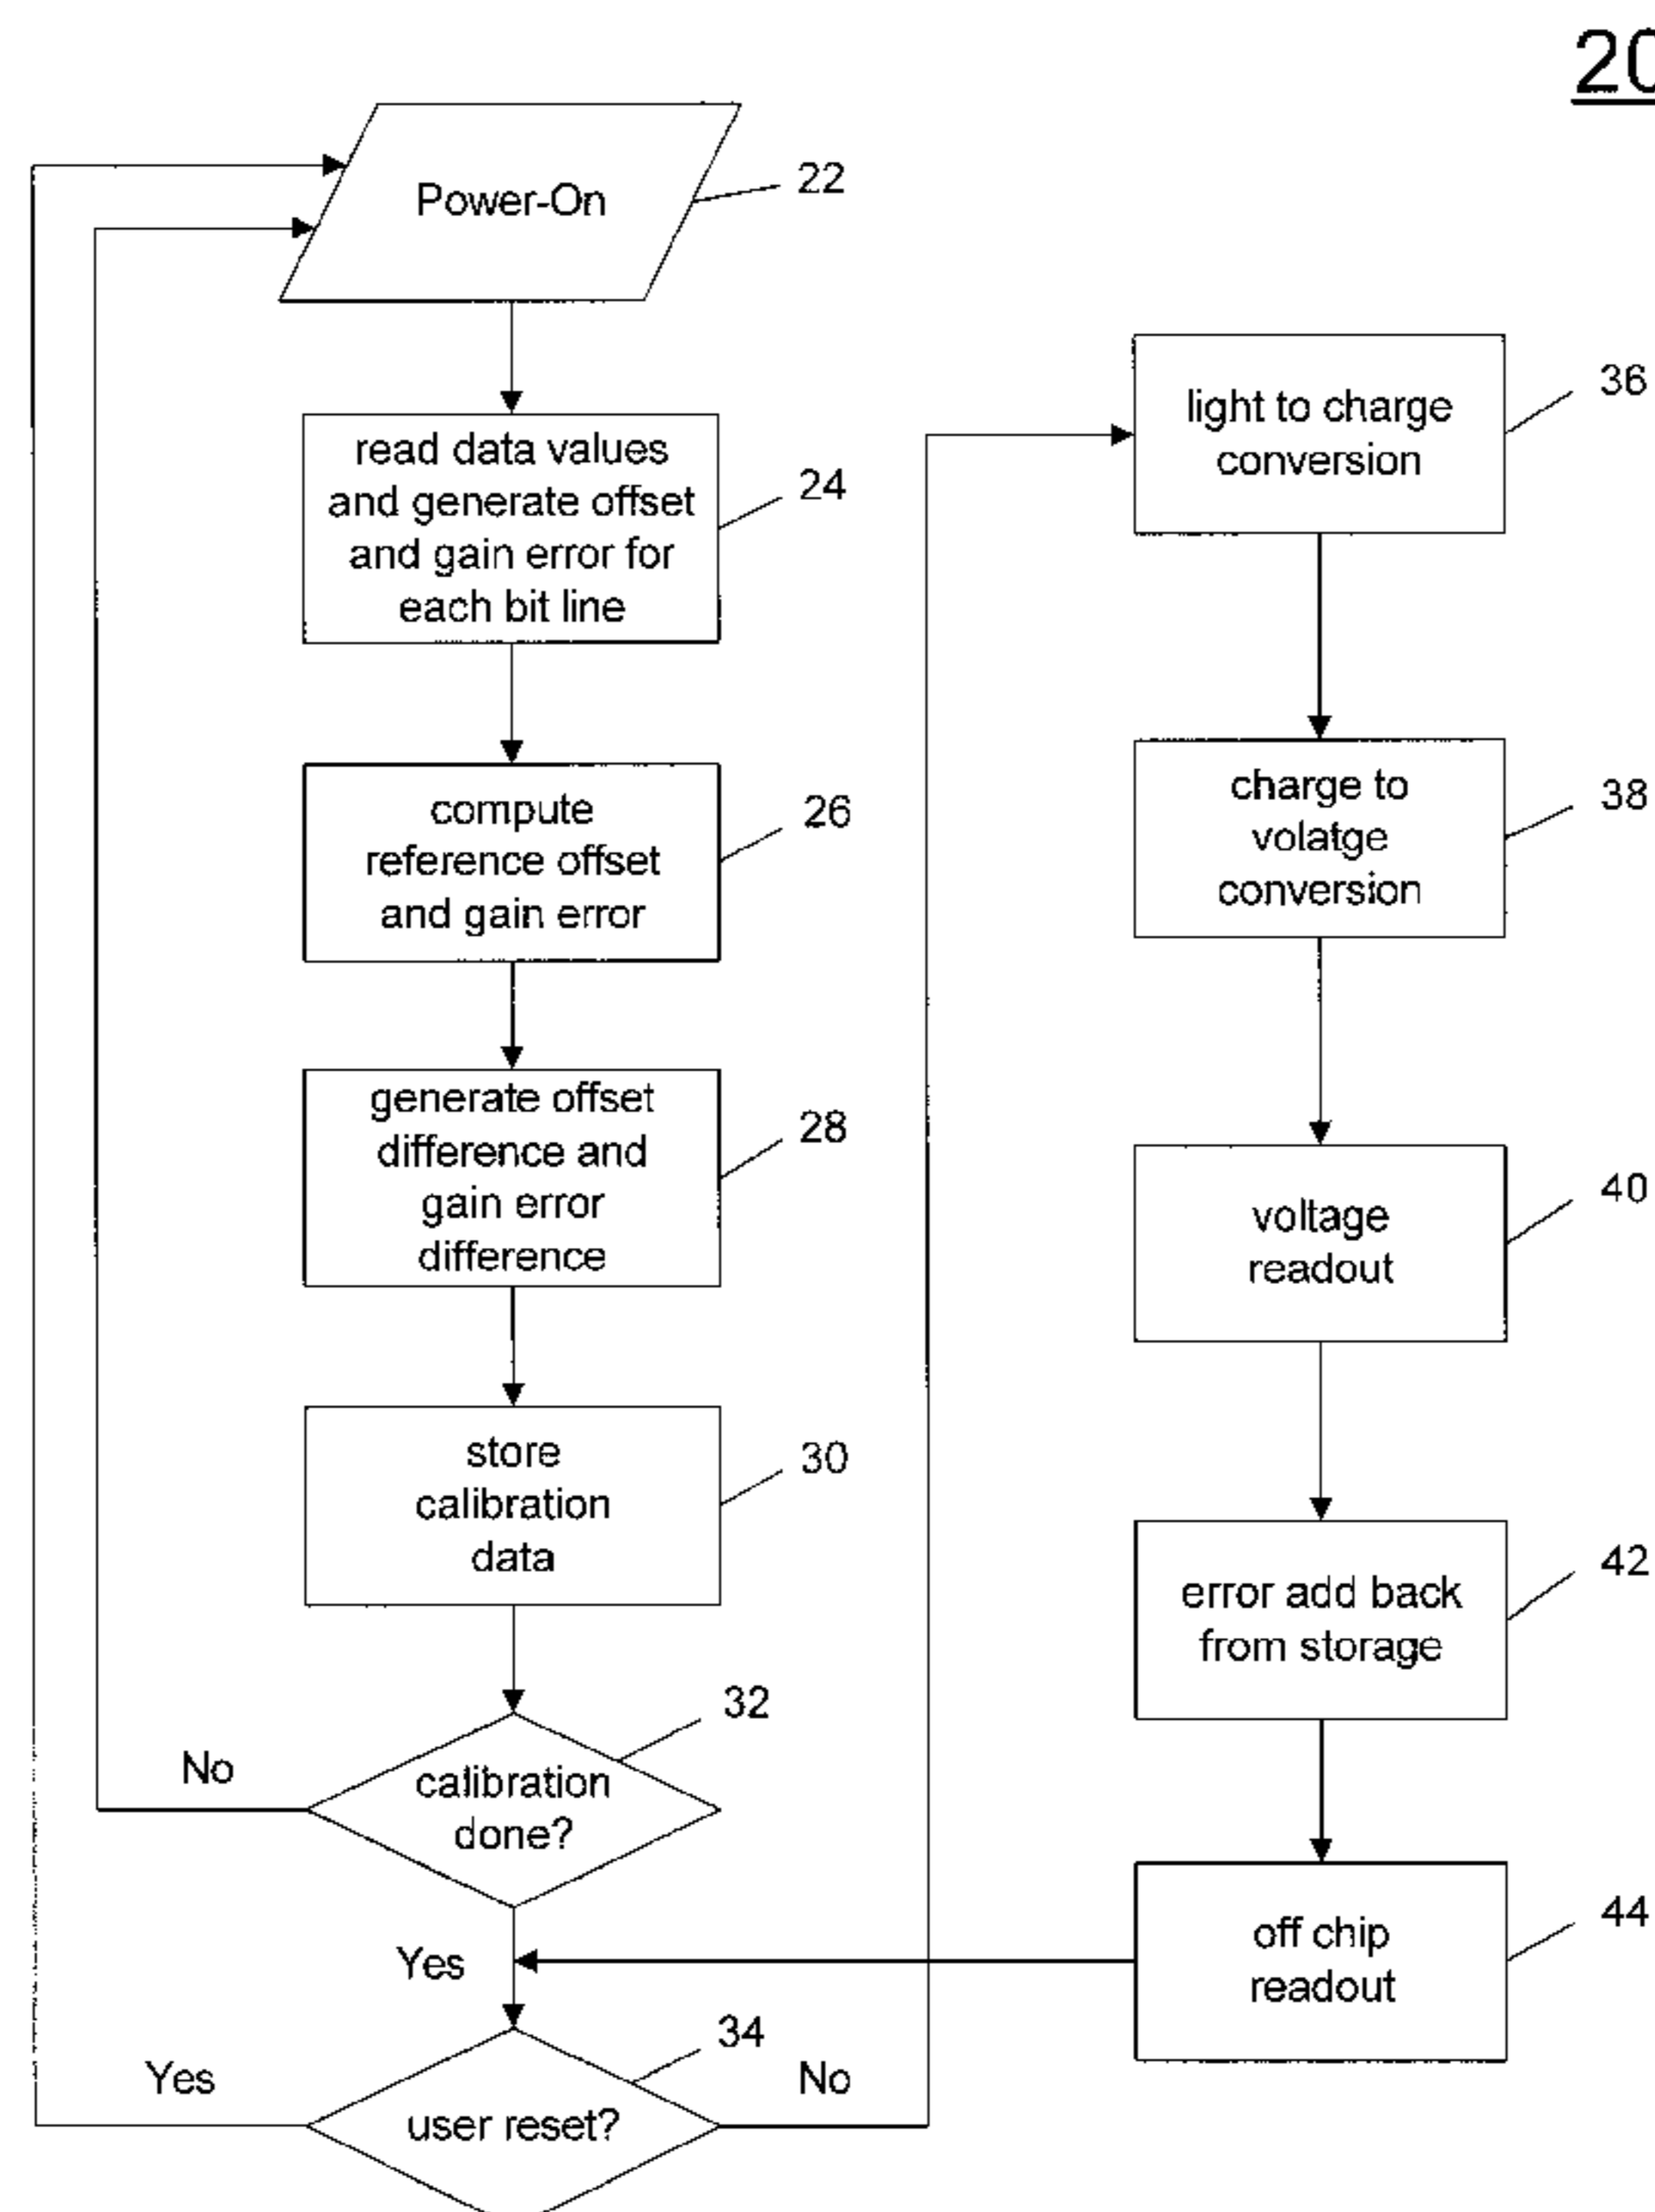 20
Power-On
22
read data values
and generate offset
and gain error for
each bit line
24
compute
reference offset
and gain error
26
generate offset
difference and
gain error
difference
28
store
calibration
data
30
calibration
done?
32
No
Yes
user reset?
34
Yes
No
light to charge
conversion
36
charge to
volatge
conversion
38
voltage
readout
40
error add back
from storage
42
off chip
readout
44